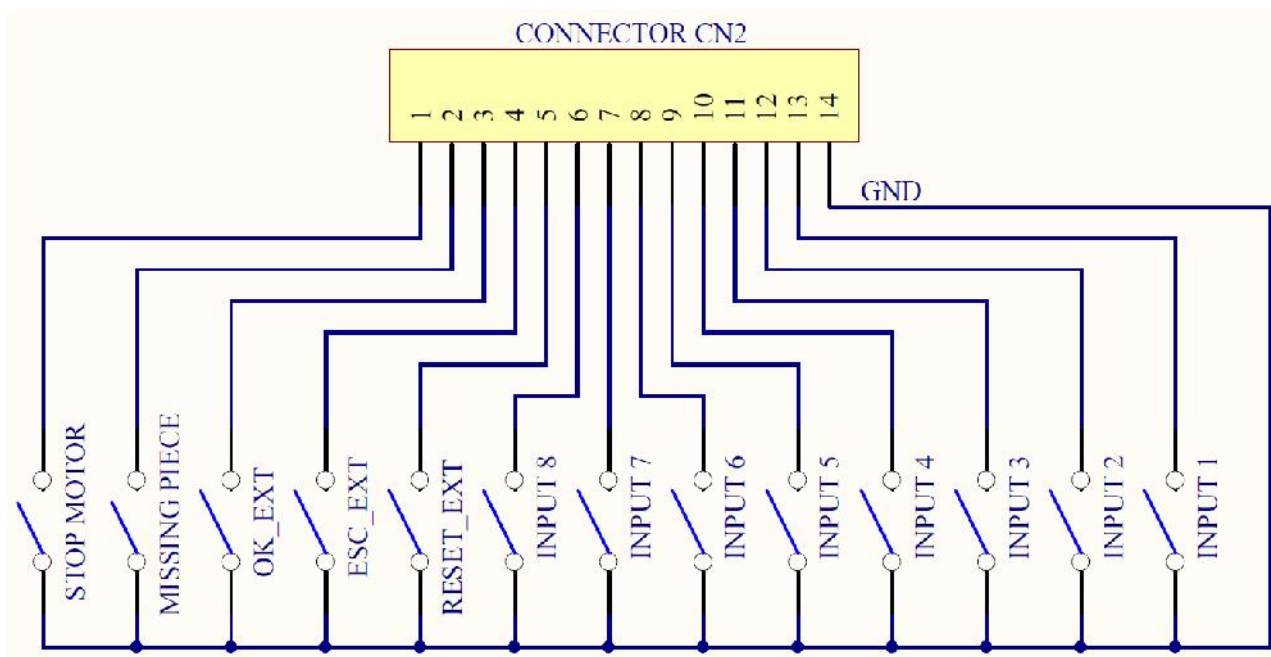 CONNECTOR CN2
1 2 3 4 5 6 7 8 9 10 11 12 13 14
GND
STOP MOTOR
MISSING PIECE
OK_EXT
ESC_EXT
RESET_EXT
INPUT 8
INPUT 7
INPUT 6
INPUT 5
INPUT 4
INPUT 3
INPUT 2
INPUT 1